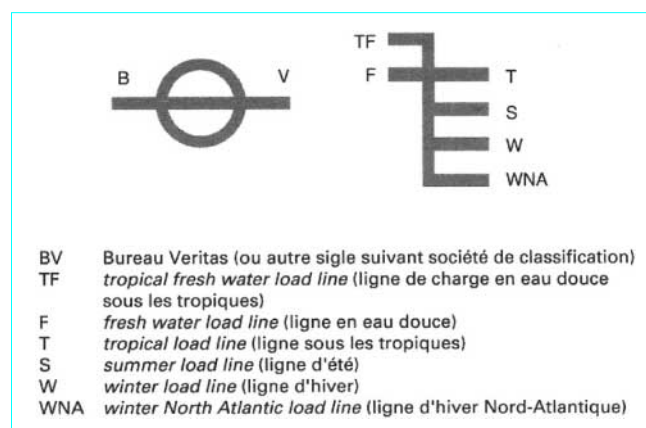 TF
B V F T
S
W
WNA
BV Bureau Veritas (ou autre sigle suivant société de classification)
TF tropical fresh water load line (ligne de charge en eau douce
sous les tropiques)
F fresh water load line (ligne en eau douce)
T tropical load line (ligne sous les tropiques)
S summer load line (ligne d'été)
W winter load line (ligne d'hiver)
WNA winter North Atlantic load line (ligne d'hiver Nord-Atlantique)